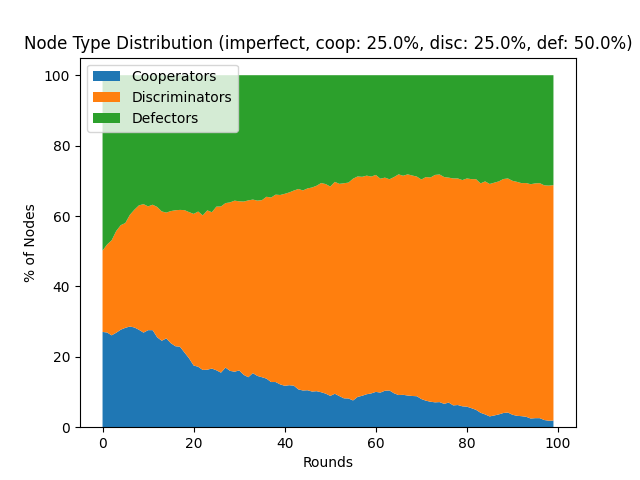 Node Type Distribution (imperfect, coop: 25.0%, disc: 25.0%, def: 50.0%)
Cooperators
Discriminators
Defectors
% of Nodes
100
80
60
40
20
0
0 20 40 60 80 100
Rounds